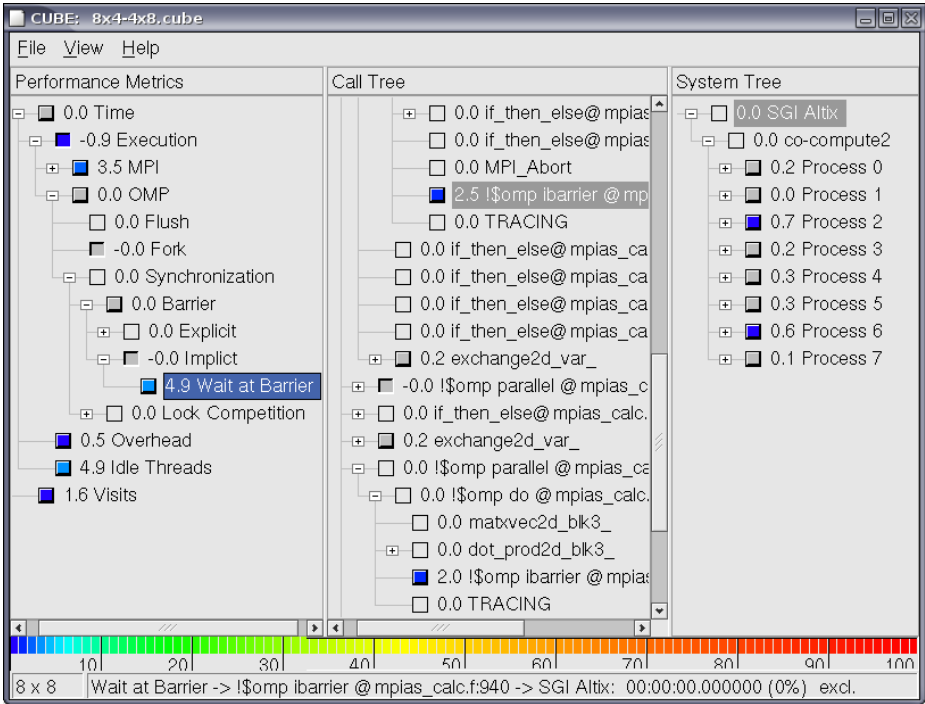 CUBE: 8x4-4x8.cube
File View Help
Performance Metrics
0.0 Time
-0.9 Execution
3.5 MPI
0.0 OMP
0.0 Flush
-0.0 Fork
0.0 Synchronization
0.0 Barrier
0.0 Explicit
-0.0 Implict
4.9 Wait at Barrier
0.0 Lock Competition
0.5 Overhead
4.9 Idle Threads
1.6 Visits
Call Tree
0.0 if_then_else@ mpias
0.0 if_then_else@ mpias
0.0 MPI_Abort
2.5 !$omp ibarrier @ mp
0.0 TRACING
0.0 if_then_else@ mpias_ca
0.0 if_then_else@ mpias_ca
0.0 if_then_else@ mpias_ca
0.0 if_then_else@ mpias_ca
0.2 exchange2d_var_
-0.0 !$omp parallel @ mpias_c
0.0 if_then_else@ mpias_calc.
0.2 exchange2d_var_
0.0 !$omp parallel @ mpias_ca
0.0 !$omp do @ mpias_calc.
0.0 matxvec2d_blk3_
0.0 dot_prod2d_blk3_
2.0 !$omp ibarrier @ mpias
0.0 TRACING
System Tree
0.0 SGI Altix
0.0 co-compute2
0.2 Process 0
0.0 Process 1
0.7 Process 2
0.2 Process 3
0.3 Process 4
0.3 Process 5
0.6 Process 6
0.1 Process 7
10 20 30 40 50 60 70 80 90 100
8 x 8 Wait at Barrier -> !$omp ibarrier @ mpias_calc.f:940 -> SGI Altix: 00:00:00.000000 (0%) excl.